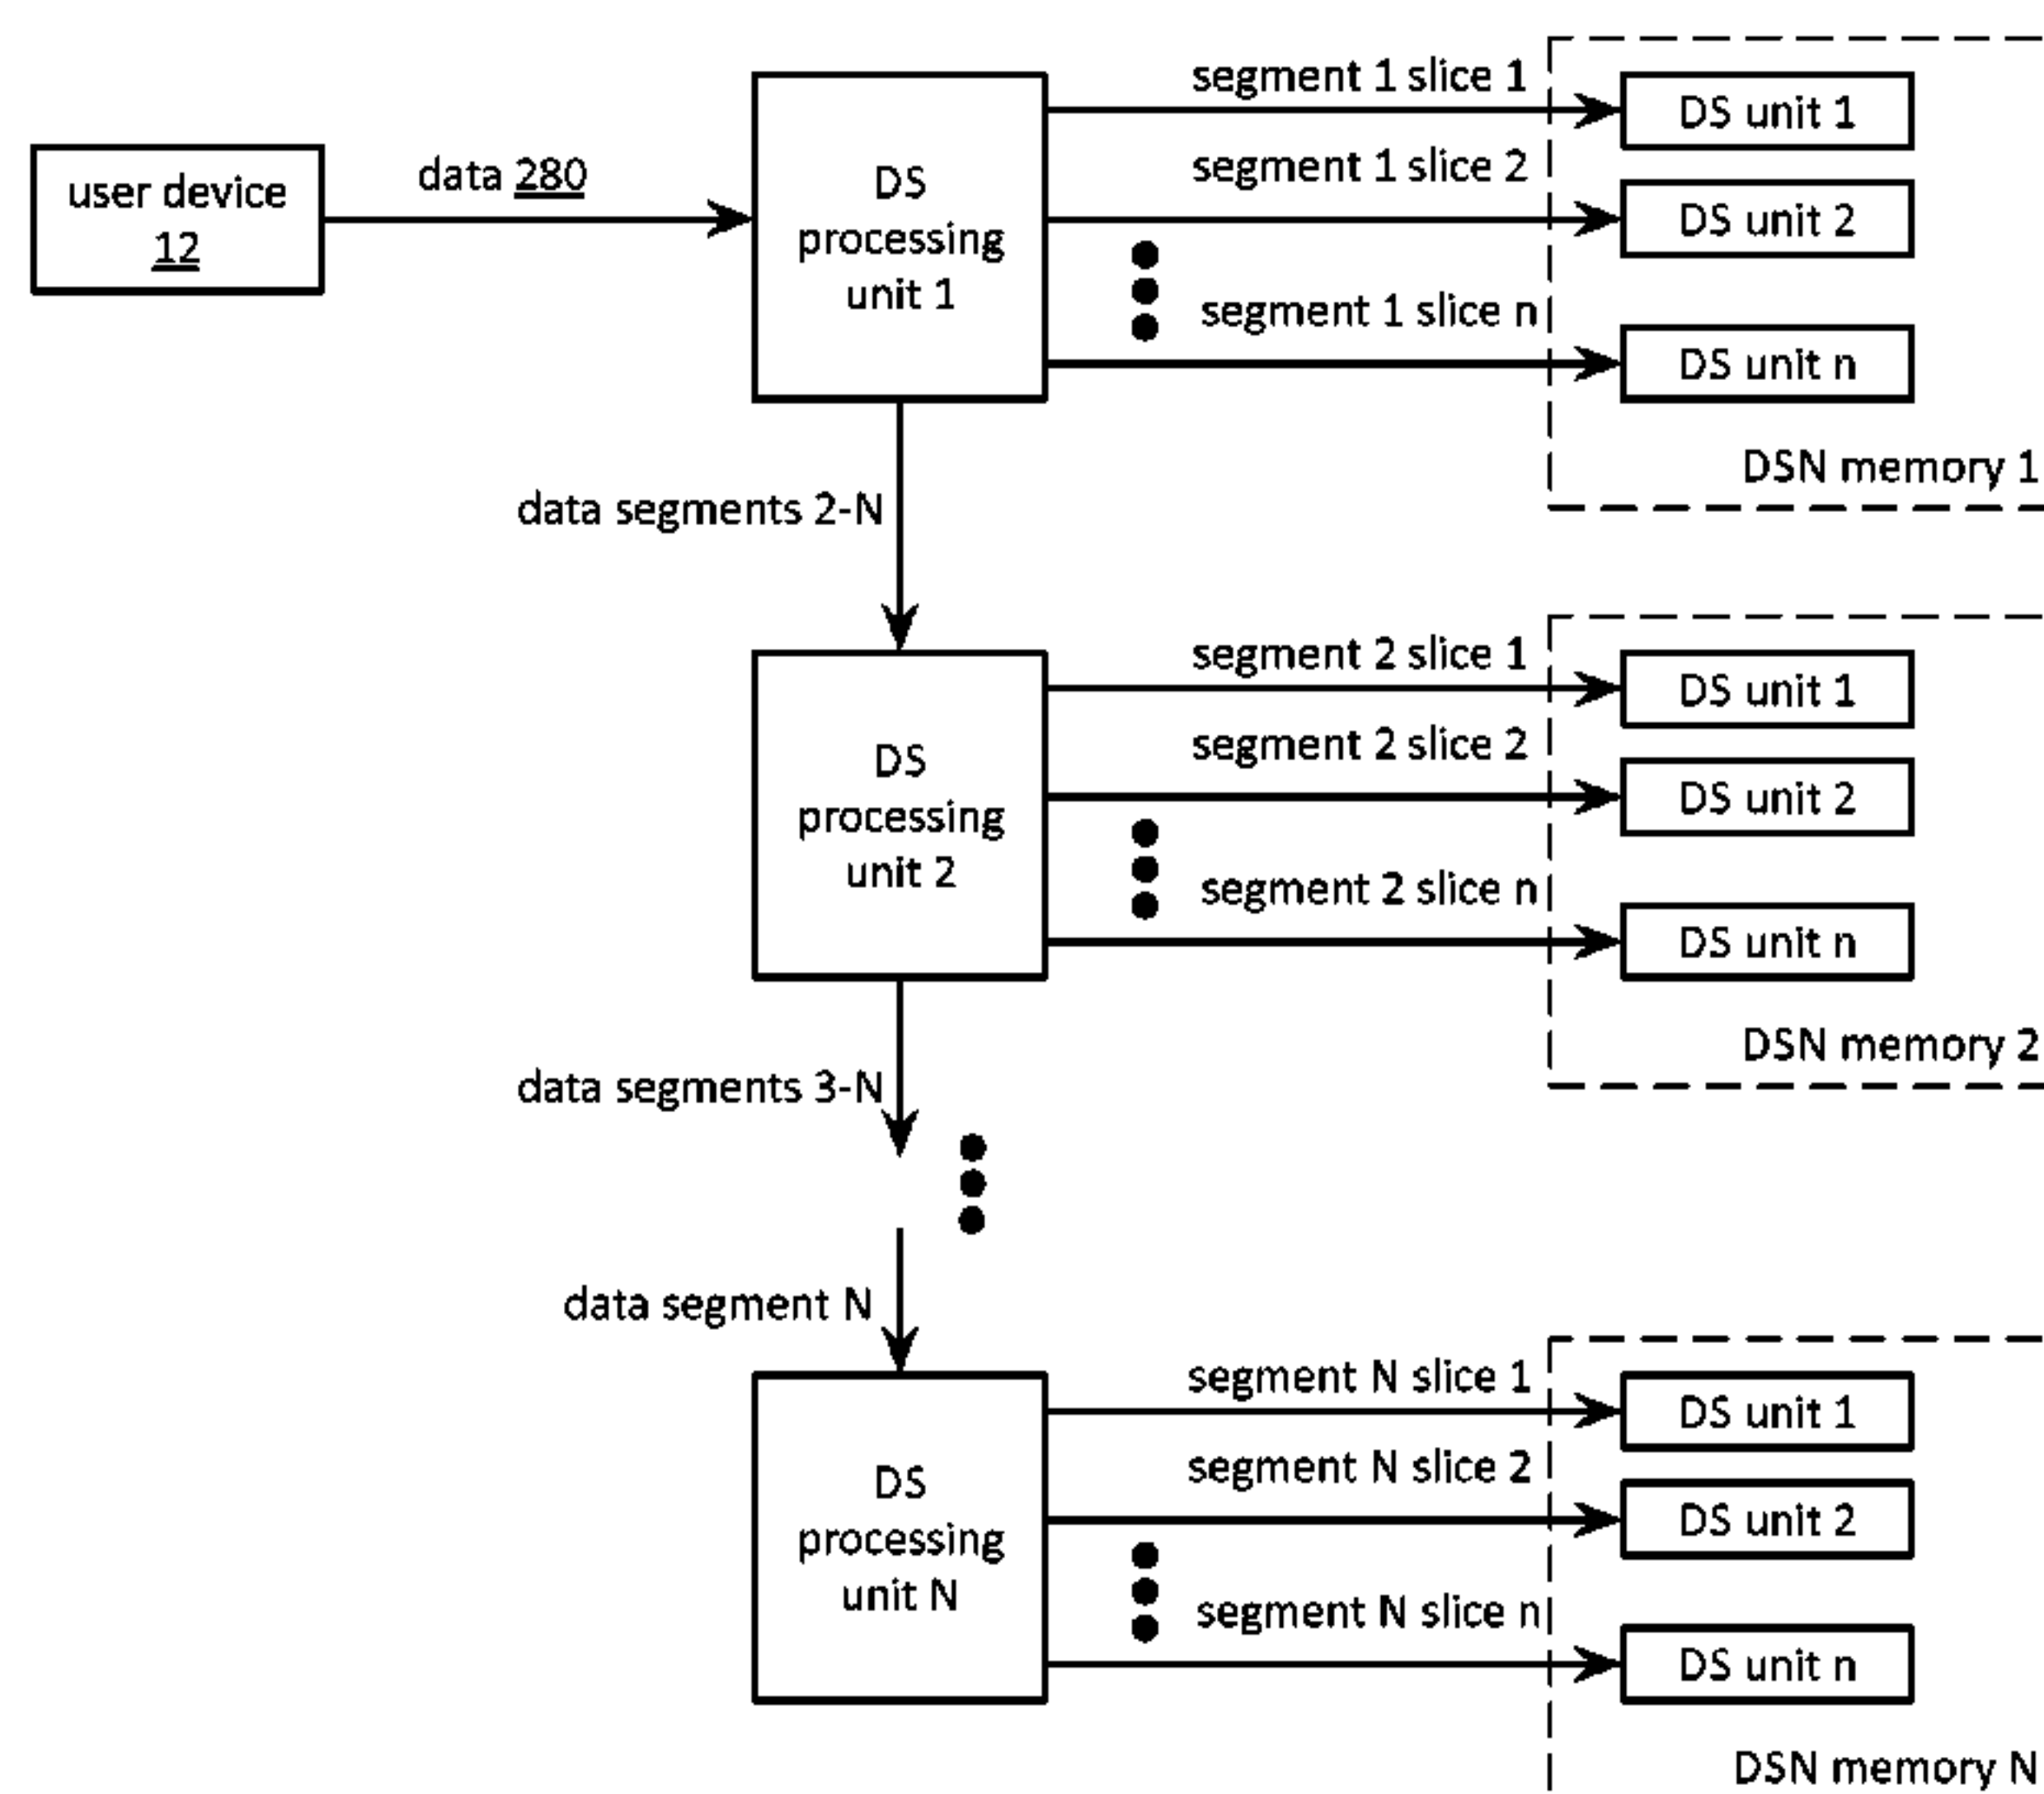 user device
12
data 280
DS
processing
unit 1
segment 1 slice 1
segment 1 slice 2
segment 1 slice n
DS unit 1
DS unit 2
DS unit n
DSN memory 1
data segments 2-N
DS
processing
unit 2
segment 2 slice 1
segment 2 slice 2
segment 2 slice n
DS unit 1
DS unit 2
DS unit n
DSN memory 2
data segments 3-N
data segment N
DS
processing
unit N
segment N slice 1
segment N slice 2
segment N slice n
DS unit 1
DS unit 2
DS unit n
DSN memory N